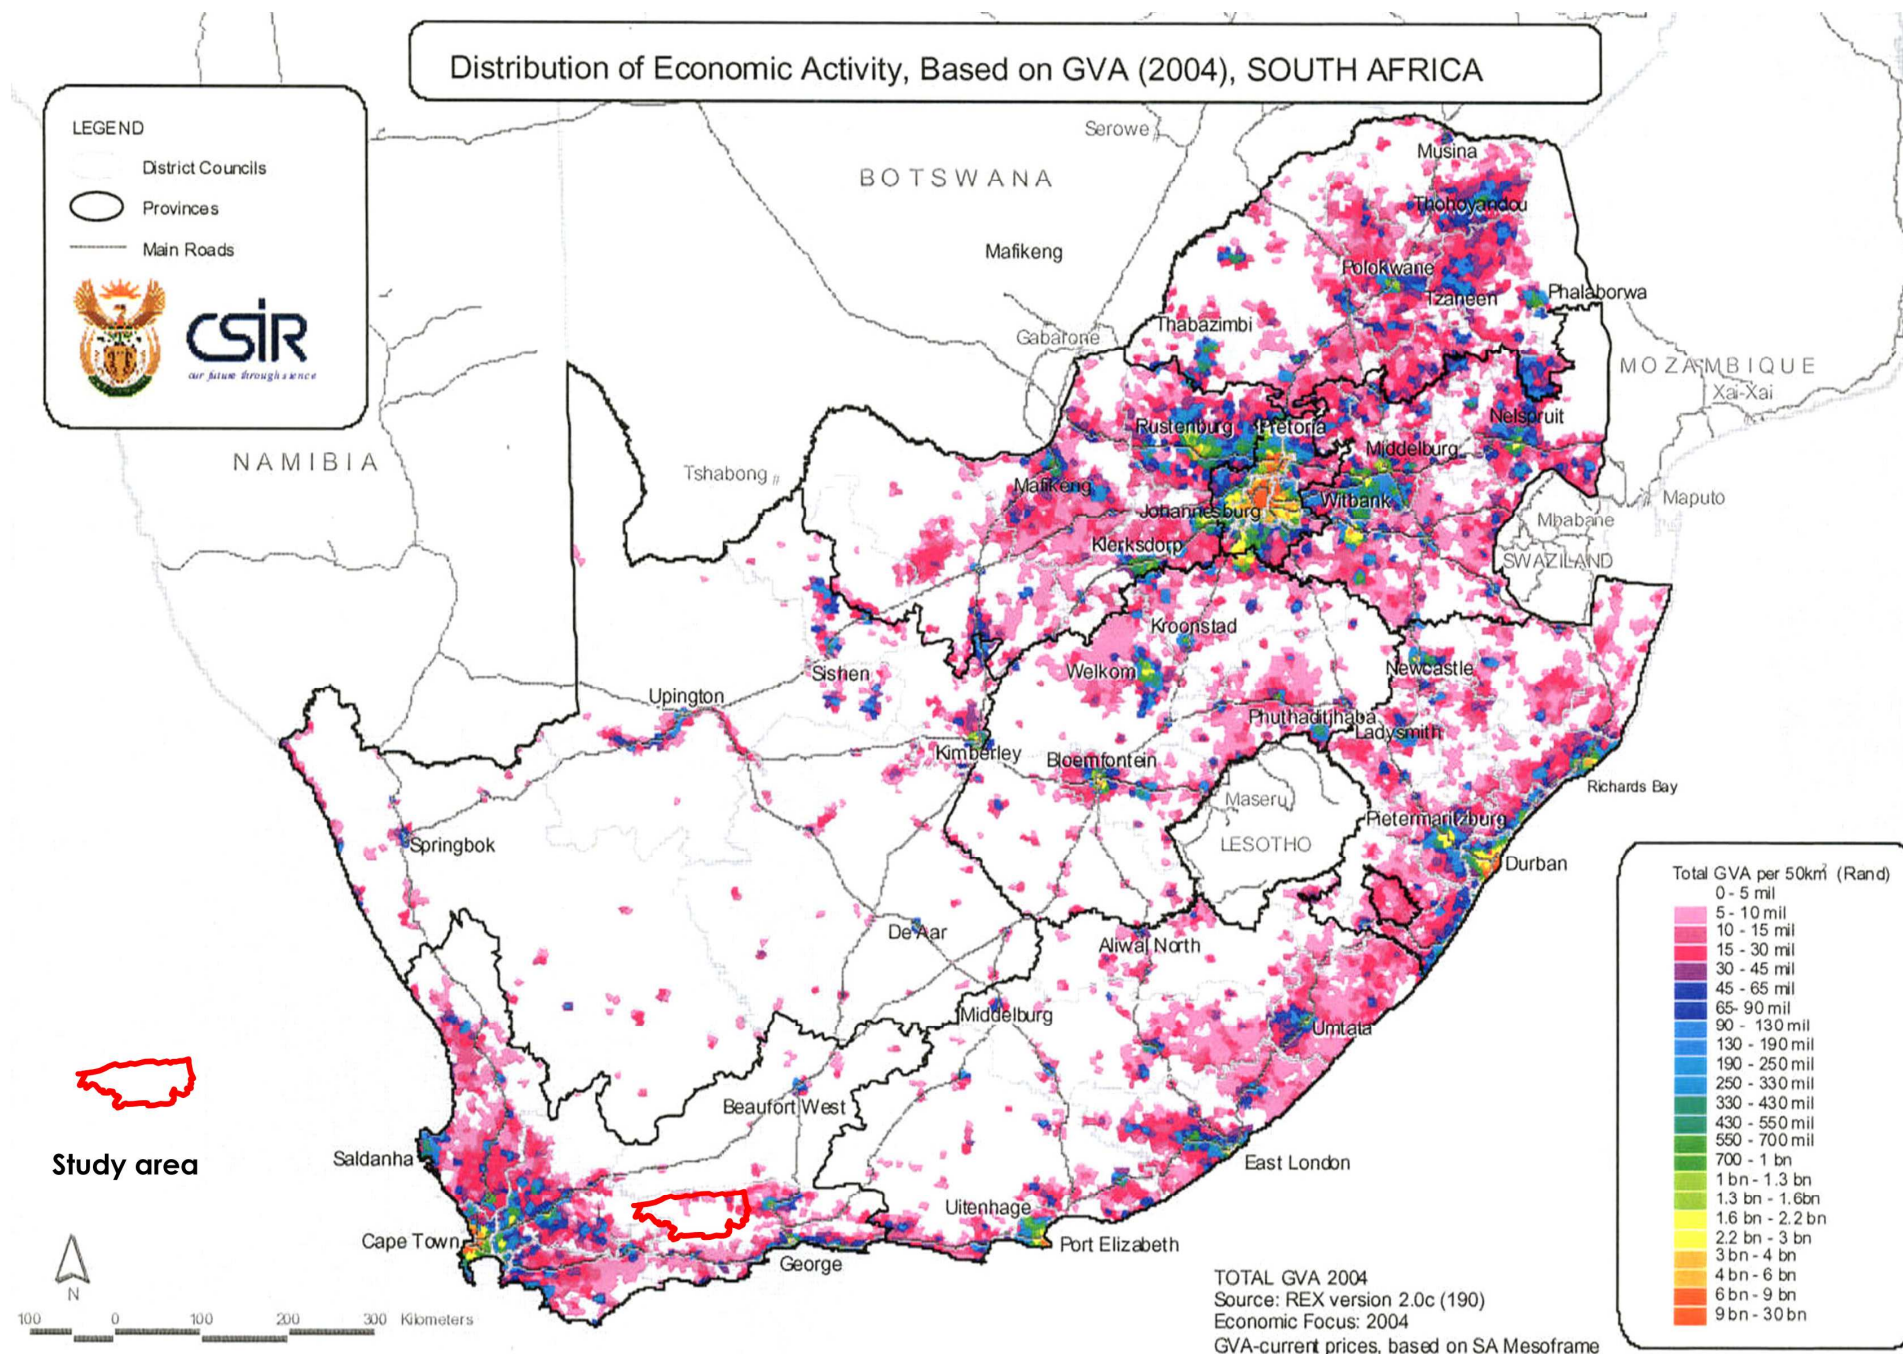 Distribution of Economic Activity, Based on GVA (2004), SOUTH AFRICA
LEGEND
District Councils
Provinces
Main Roads
CSIR
our future through science
BOTSWANA
Serowe
Mafikeng
Gabarone
NAMIBIA
Tshabong
MOZAMBIQUE
Xai-Xai
Maputo
Mbabane
SWAZILAND
Musina
Thohoyandou
Polokwane
Tzaneen
Phalaborwa
Thabazimbi
Nelspruit
Rustenburg
Pretoria
Middelburg
Mafikeng
Johannesburg
Witbank
Klerksdorp
Kroonstad
Welkom
Newcastle
Sishen
Upington
Phuthaditjhaba
Ladysmith
Kimberley
Bloemfontein
Richards Bay
Maseru
LESOTHO
Pietermaritzburg
Durban
Springbok
De Aar
Aliwal North
Middelburg
Umtata
Beaufort West
Saldanha
East London
Uitenhage
Cape Town
George
Port Elizabeth
Study area
N
100 0 100 200 300 Kilometers
Total GVA per 50km² (Rand)
0 - 5 mil
5 - 10 mil
10 - 15 mil
15 - 30 mil
30 - 45 mil
45 - 65 mil
65- 90 mil
90 - 130 mil
130 - 190 mil
190 - 250 mil
250 - 330 mil
330 - 430 mil
430 - 550 mil
550 - 700 mil
700 - 1 bn
1 bn - 1.3 bn
1.3 bn - 1.6bn
1.6 bn - 2.2 bn
2.2 bn - 3 bn
3 bn - 4 bn
4 bn - 6 bn
6 bn - 9 bn
9 bn - 30 bn
TOTAL GVA 2004
Source: REX version 2.0c (190)
Economic Focus: 2004
GVA-current prices, based on SA Mesoframe